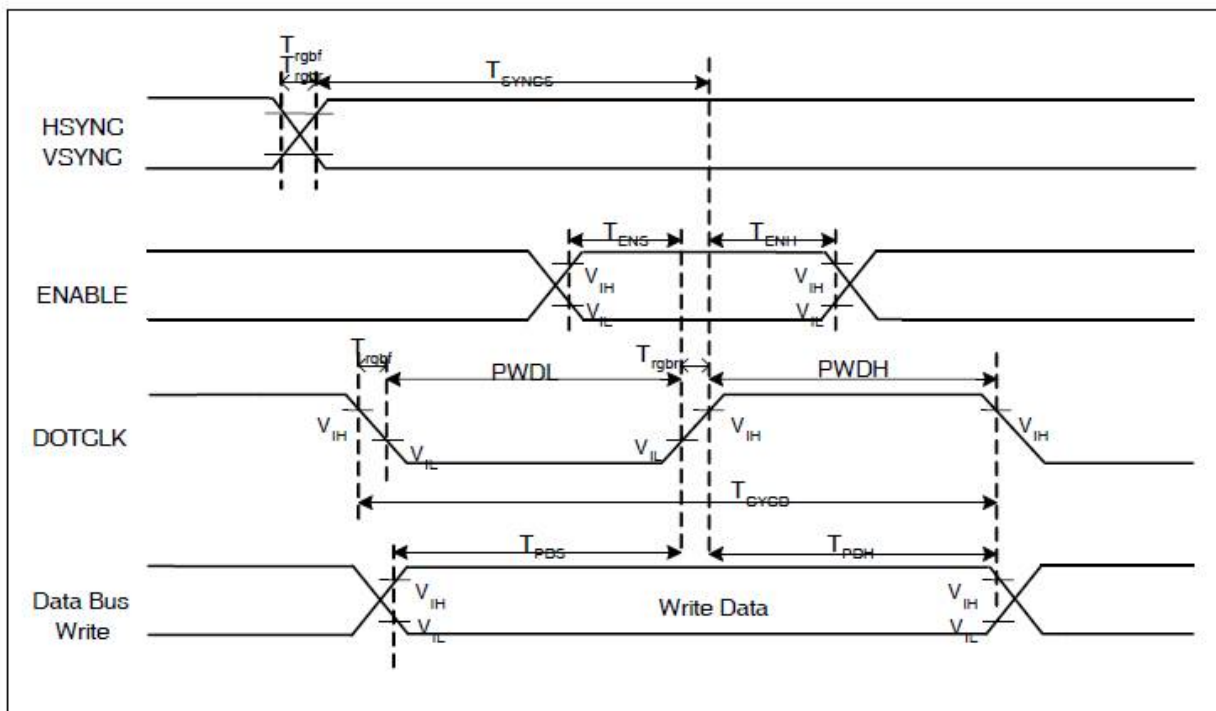 Trgbf
Trgbr
TSYNCS
HSYNC
VSYNC
TENS
TENH
VIH
VIH
ENABLE
VIL
VIL
Trgbf
Trgbr
PWDL
PWDH
VIH
VIH
VIH
DOTCLK
VIL
VIL
TCYCD
TPDS
TPDH
Data Bus
Write
VIH
Write Data
VIH
VIL
VIL